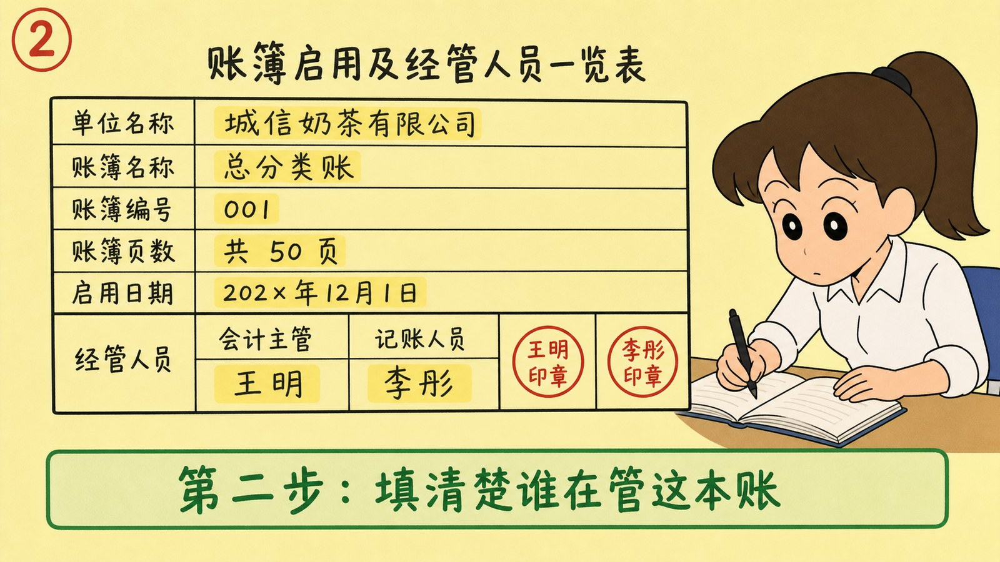 2
账簿启用及经管人员一览表
单位名称 城信奶茶有限公司
账簿名称 总分类账
账簿编号 001
账簿页数 共 50 页
启用日期 202×年12月1日
经管人员 会计主管 记账人员
王明 李彤
王明印章 李彤印章
第二步：填清楚谁在管这本账